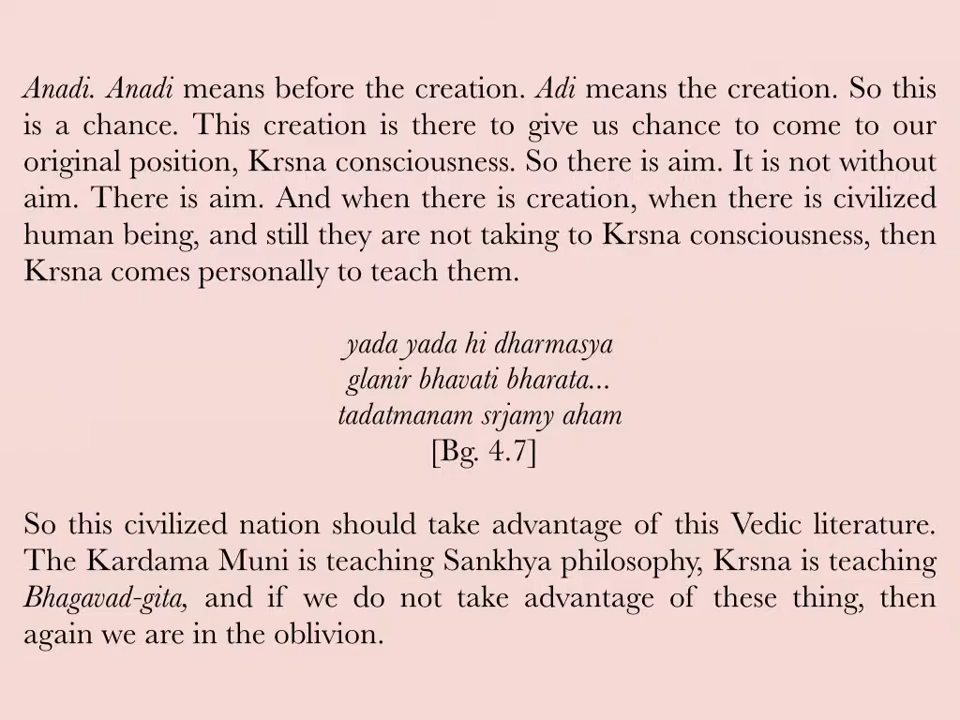 Anadi. Anadi means before the creation. Adi means the creation. So this
is a chance. This creation is there to give us chance to come to our
original position, Krsna consciousness. So there is aim. It is not without
aim. There is aim. And when there is creation, when there is civilized
human being, and still they are not taking to Krsna consciousness, then
Krsna comes personally to teach them.
yada yada hi dharmasya
glanir bhavati bharata...
tadatmanam srjamy aham
[Bg. 4.7]
So this civilized nation should take advantage of this Vedic literature.
The Kardama Muni is teaching Sankhya philosophy, Krsna is teaching
Bhagavad-gita, and if we do not take advantage of these thing, then
again we are in the oblivion.